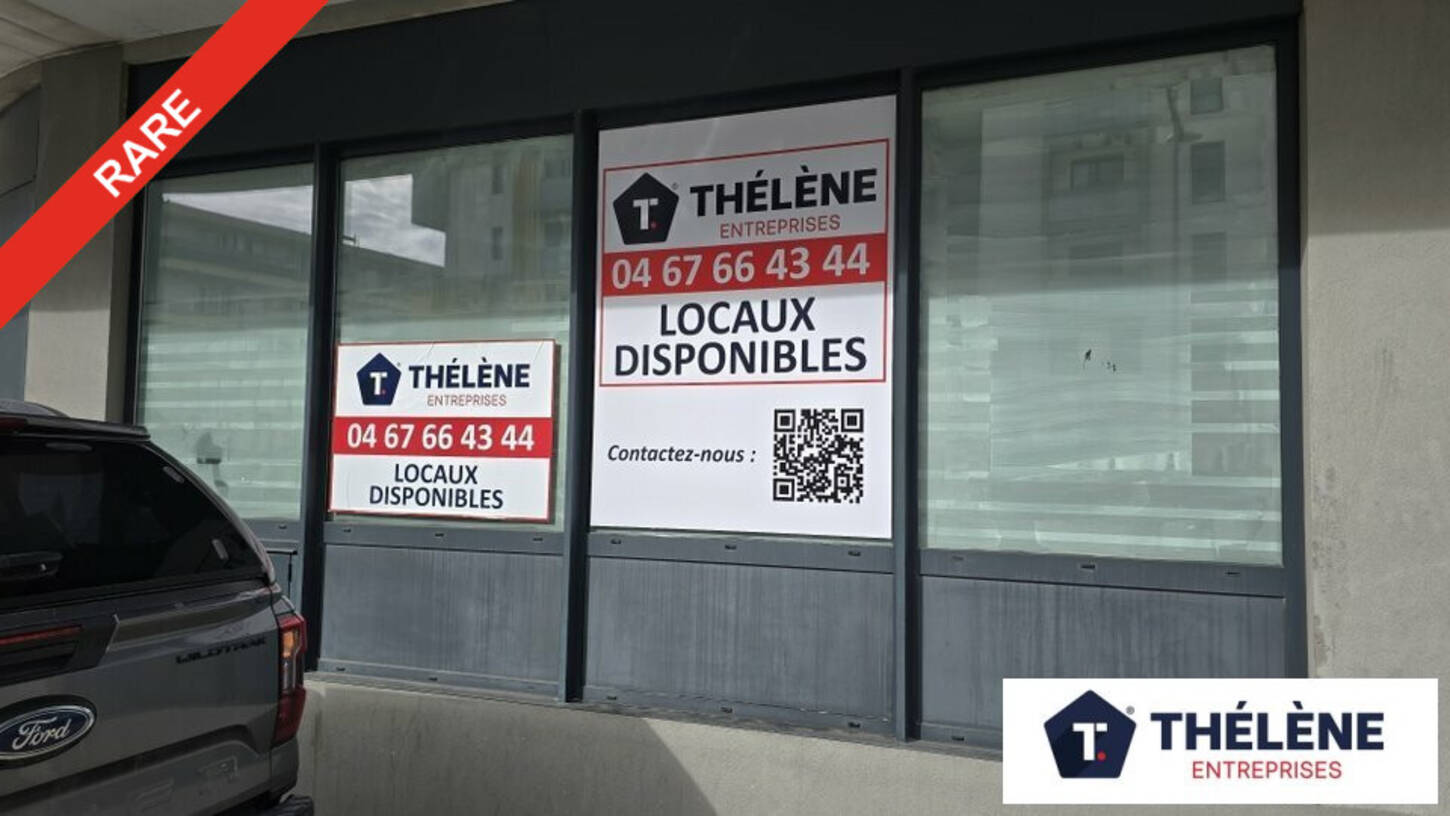 RARE
T.® THÉLÈNE
ENTREPRISES
04 67 66 43 44
LOCAUX
DISPONIBLES
Contactez-nous :
T.® THÉLÈNE
ENTREPRISES
04 67 66 43 44
LOCAUX
DISPONIBLES
WILDTRAK
Ford
T.® THÉLÈNE
ENTREPRISES